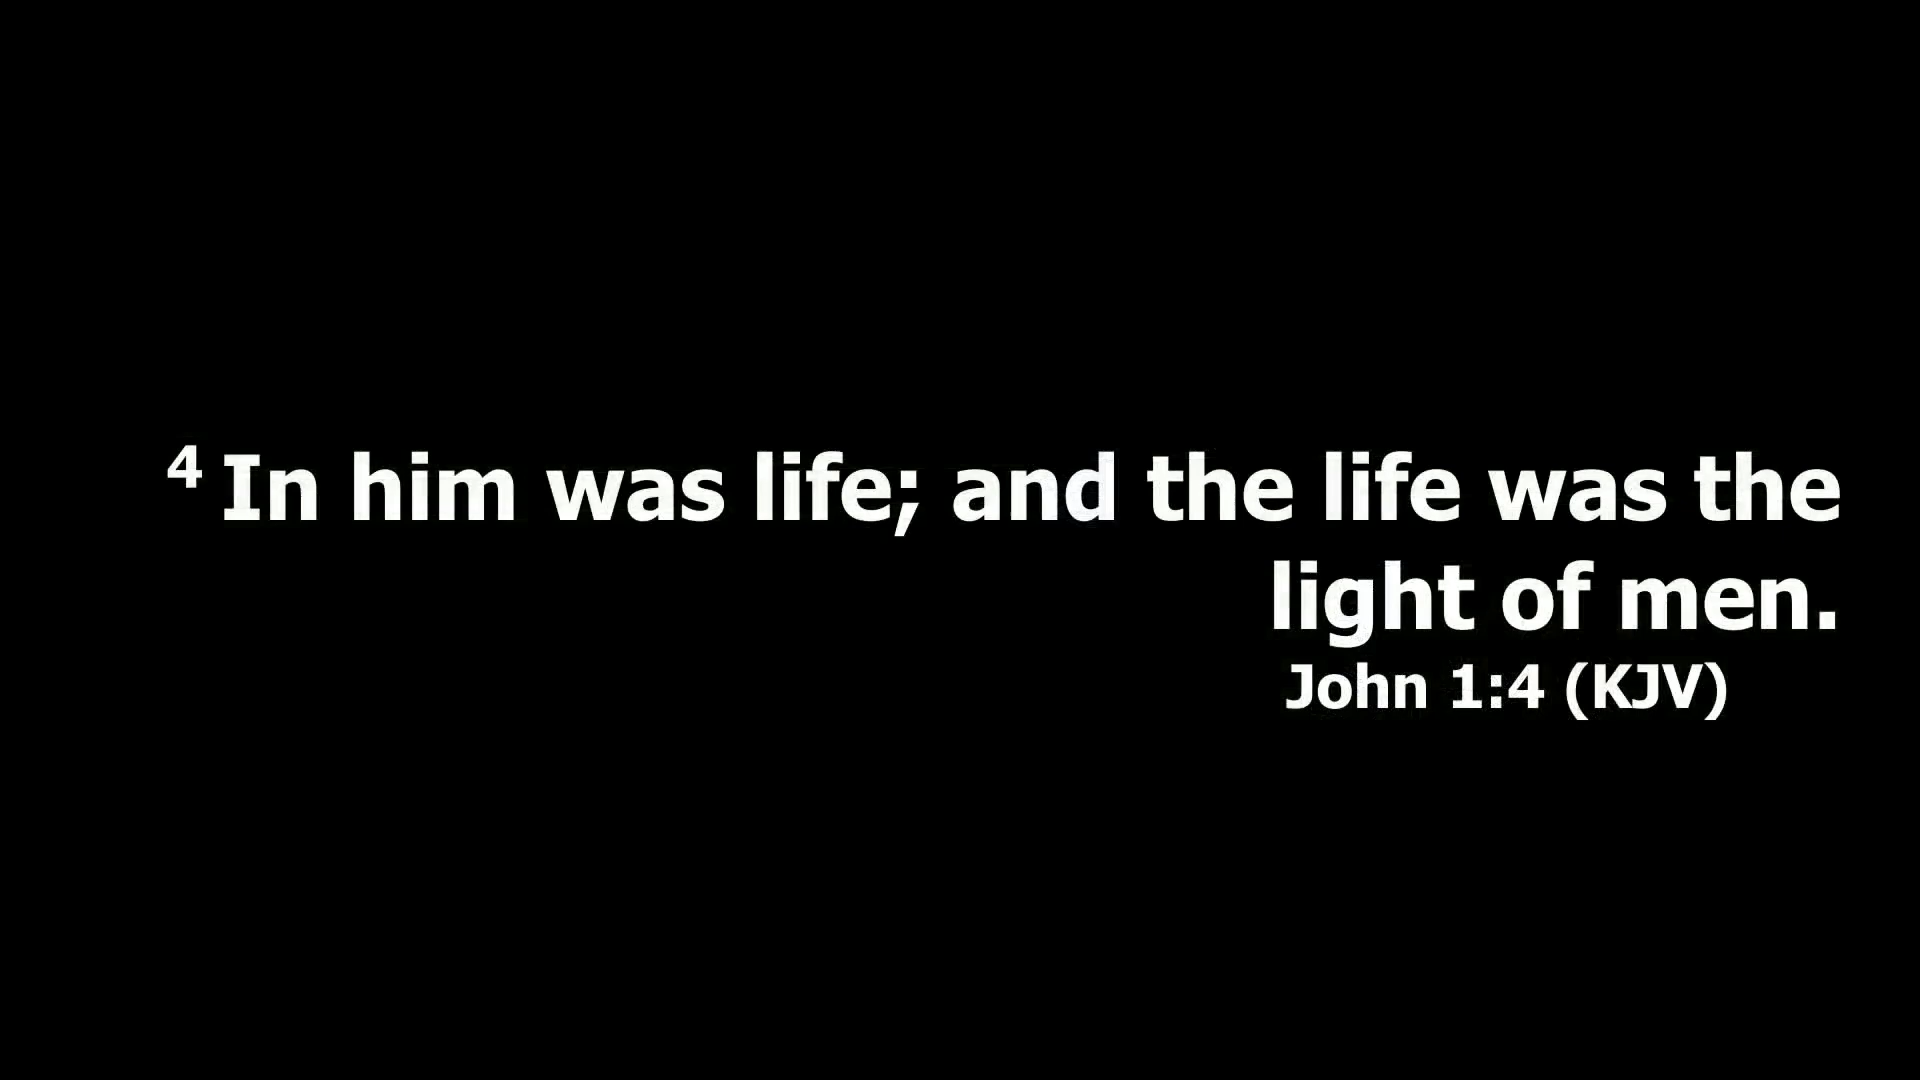 4 In him was life; and the life was the
light of men.
John 1:4 (KJV)